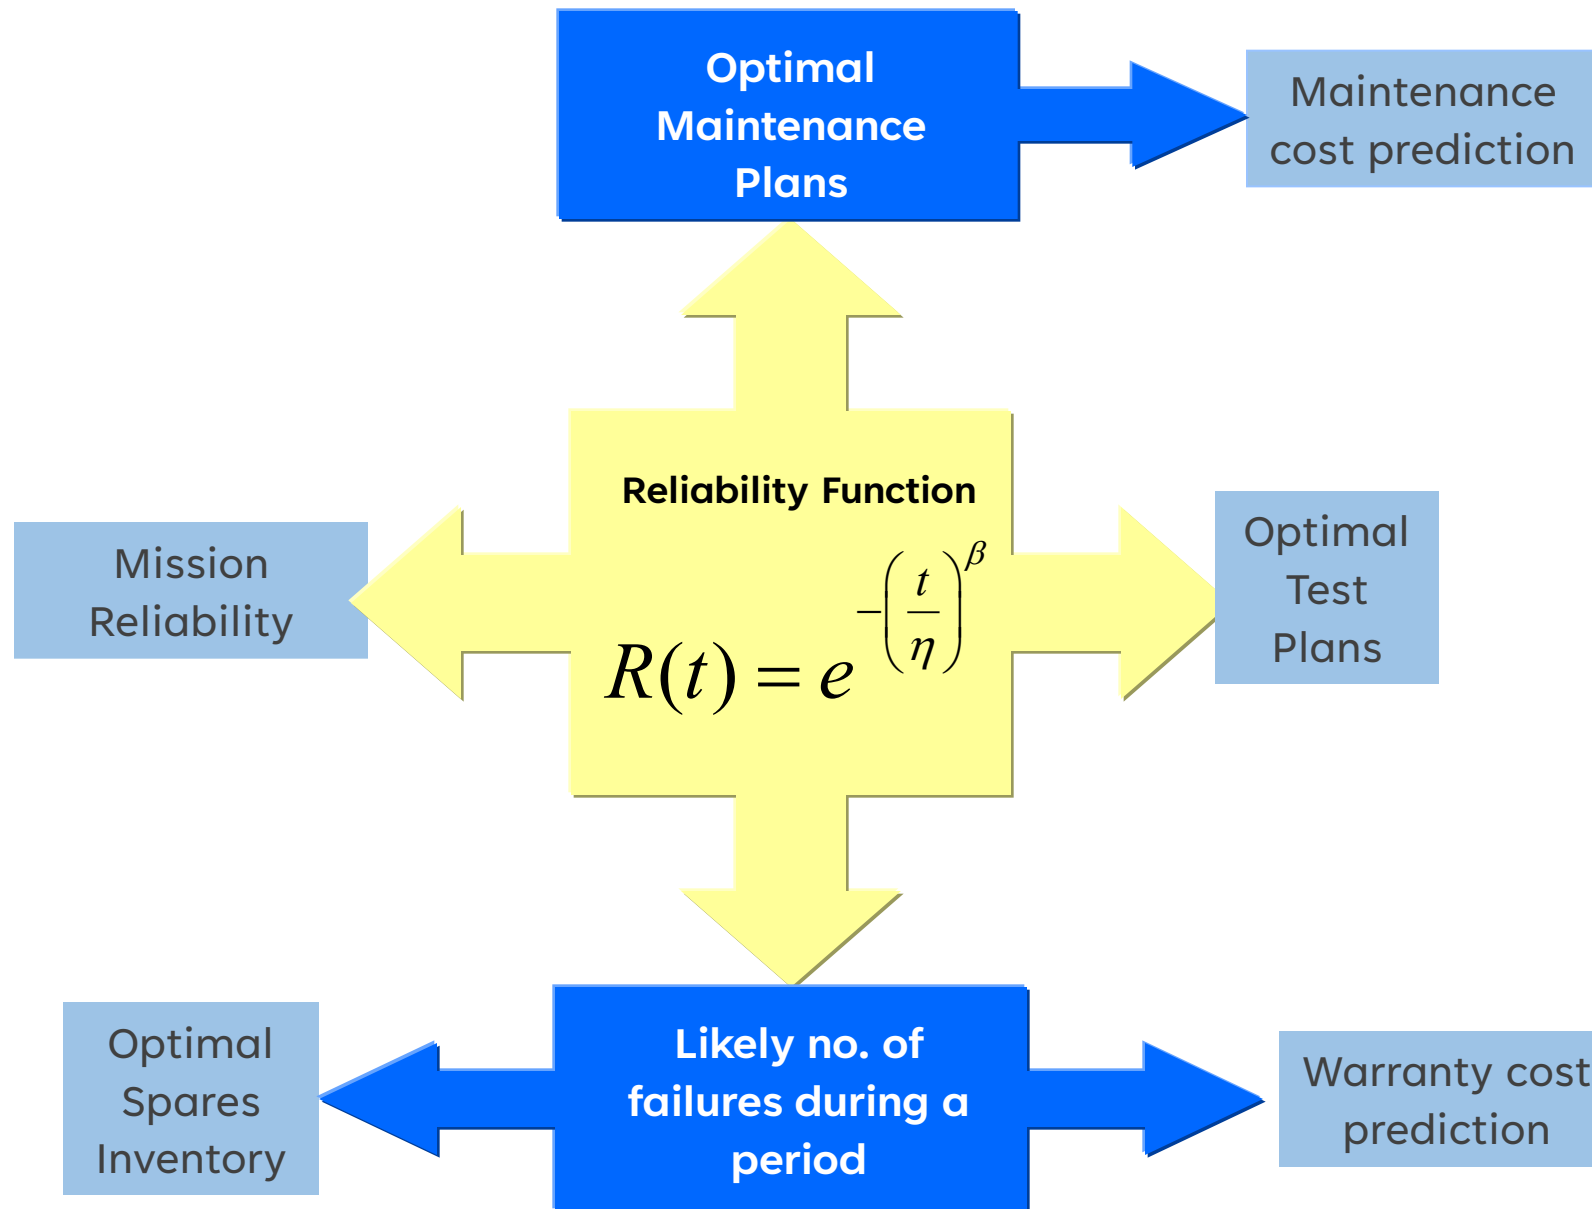 Optimal
Maintenance
Plans
Maintenance
cost prediction
Reliability Function
R(t) = e^{-(t/η)^β}
Mission
Reliability
Optimal
Test
Plans
Optimal
Spares
Inventory
Likely no. of
failures during a
period
Warranty cost
prediction